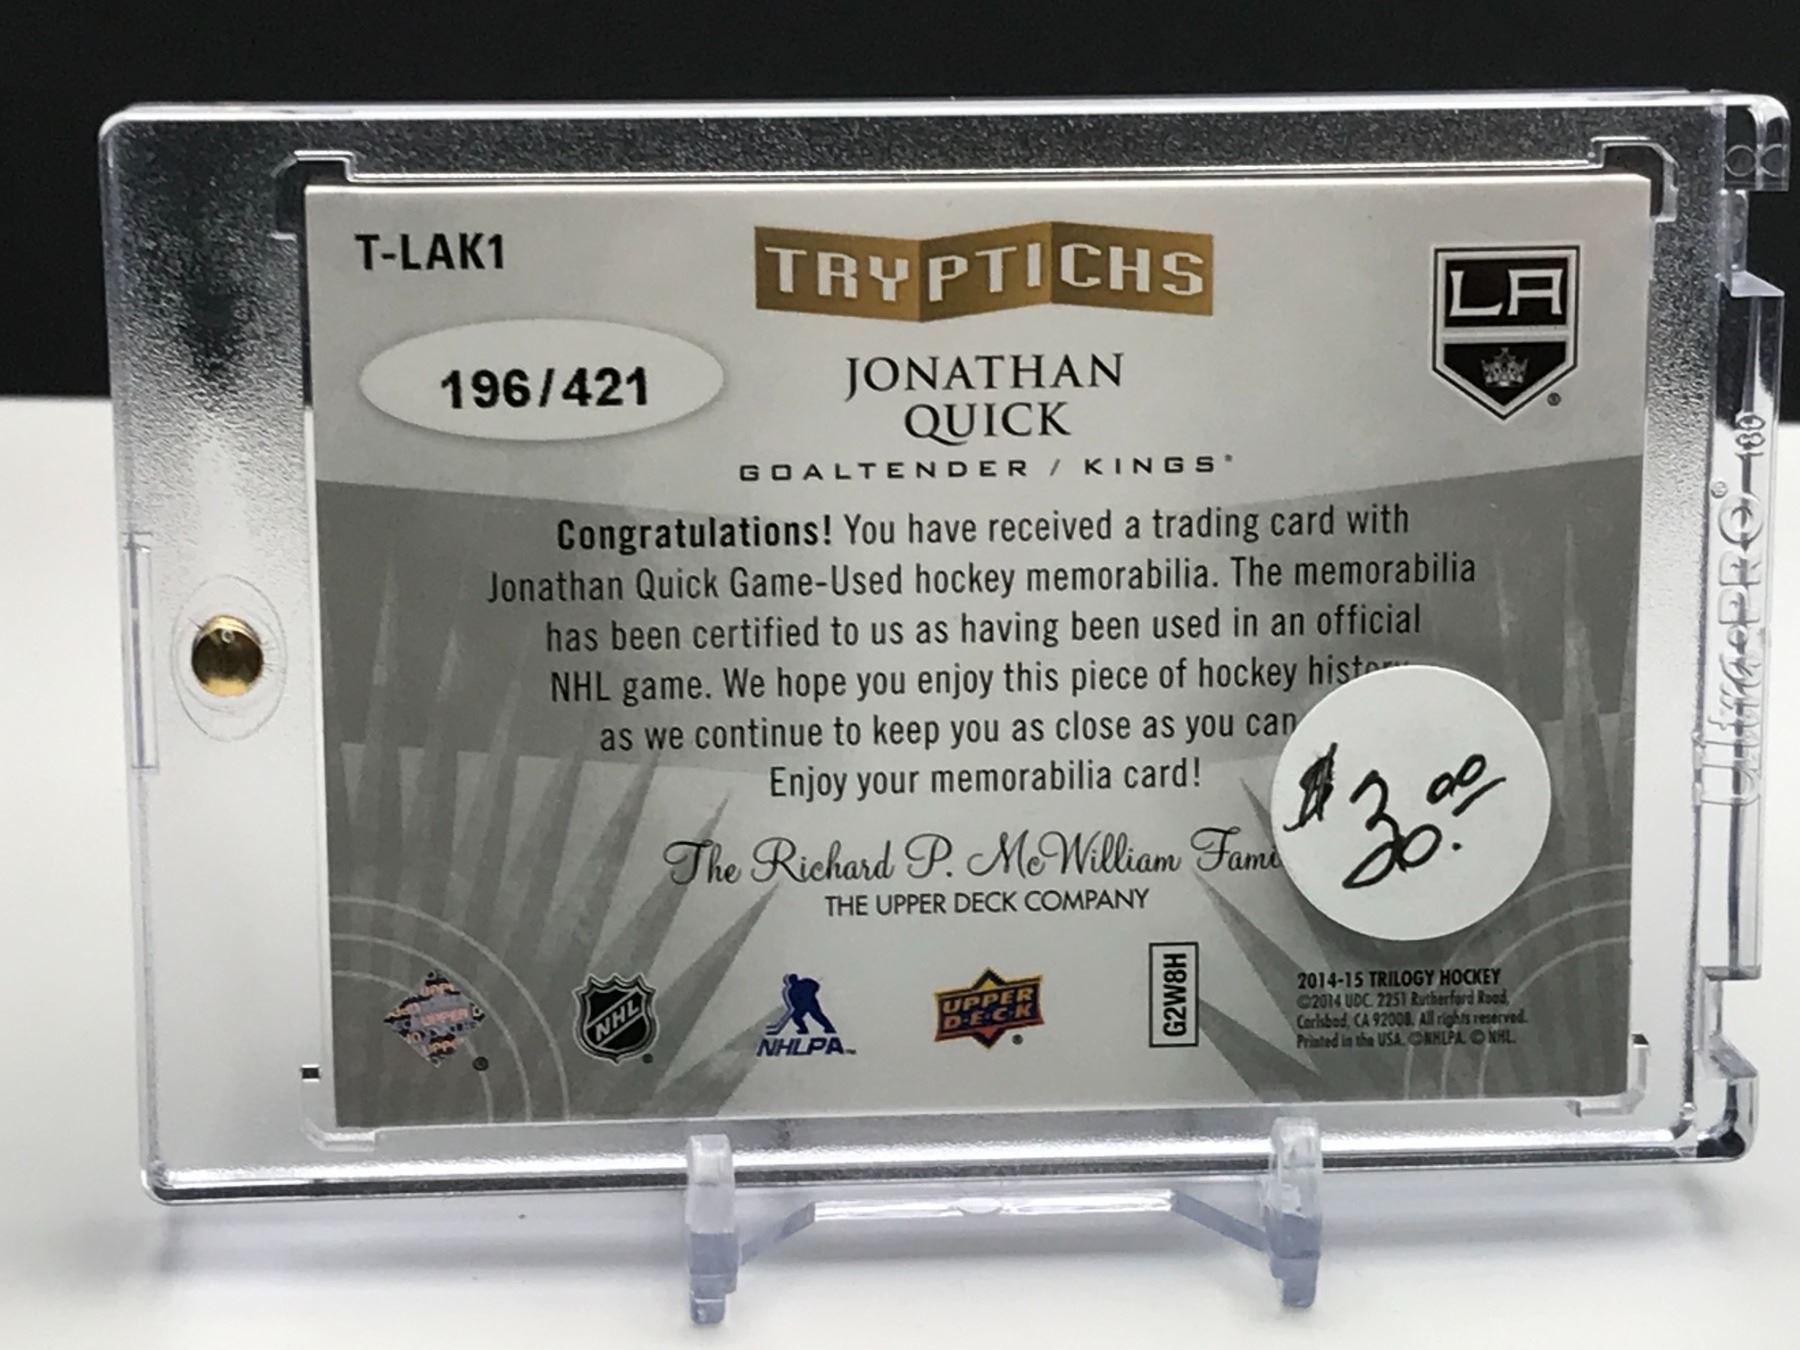 T-LAK1
TRYPTICHS
LA
196/421
JONATHAN
QUICK
GOALTENDER / KINGS®
Congratulations! You have received a trading card with
Jonathan Quick Game-Used hockey memorabilia. The memorabilia
has been certified to us as having been used in an official
NHL game. We hope you enjoy this piece of hockey
as we continue to keep you as close as you can
Enjoy your memorabilia card!
The Richard P. McWilliam
THE UPPER DECK COMPANY
$ 20.00
NHL
NHLPA™
UPPER
D·E·C·K
G2W8H
2014-15 TRILOGY HOCKEY
©2014 UDC. 2251 Rutherford Road,
Carlsbad, CA 92008. All rights reserved.
Printed in the USA. ©NHLPA. © NHL.
UltraPRO®
180